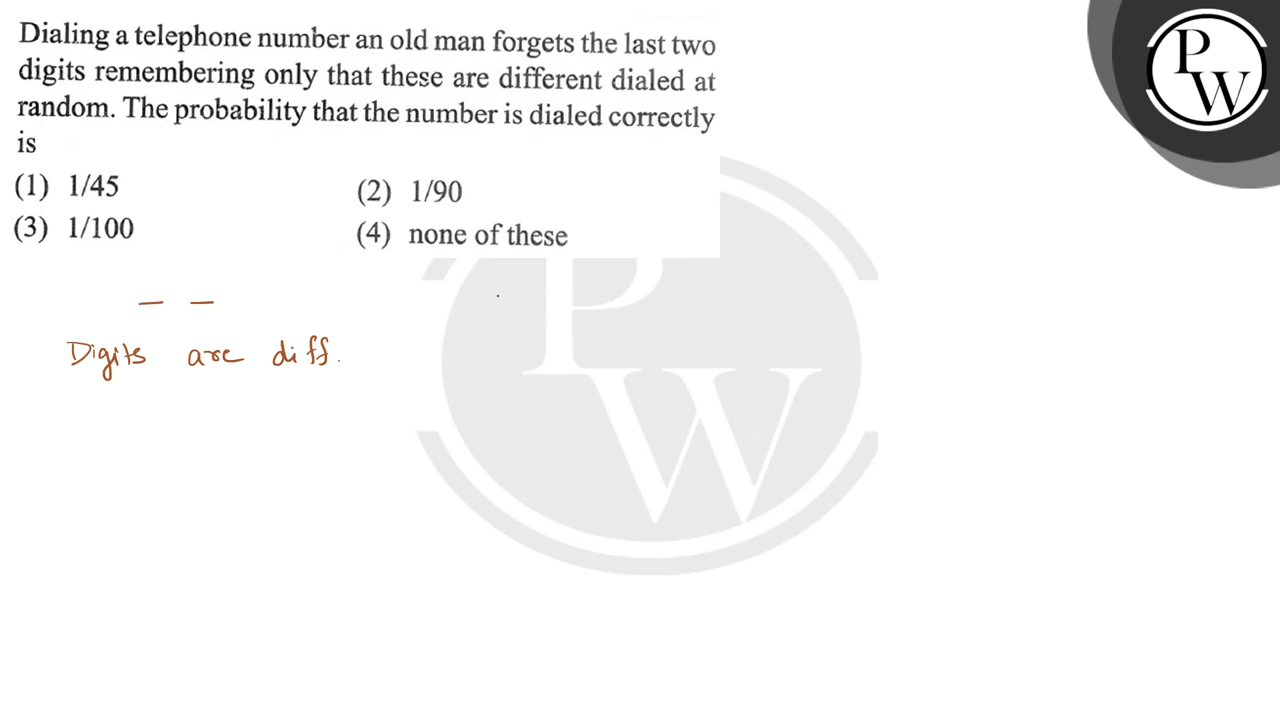 Dialing a telephone number an old man forgets the last two
digits remembering only that these are different dialed at
random. The probability that the number is dialed correctly
is
(1) 1/45
(2) 1/90
(3) 1/100
(4) none of these
Digits are diff.
PW
PW